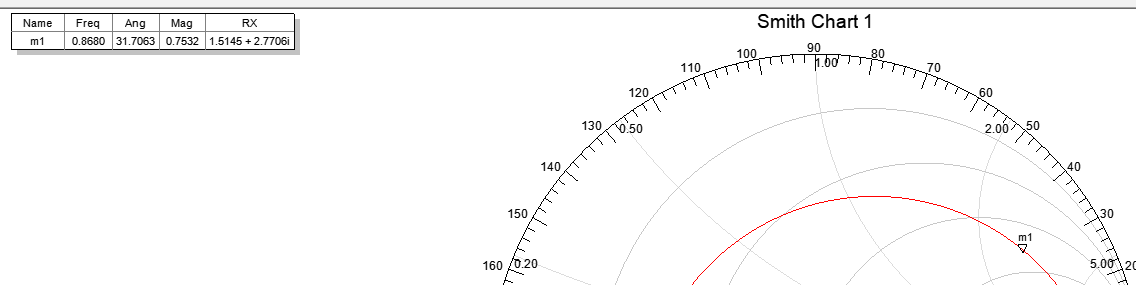 Name Freq Ang Mag RX
m1 0.8680 31.7063 0.7532 1.5145 + 2.7706i
Smith Chart 1
90
100 80
1.00
110 70
120 60
130 0.50 2.00 50
140 40
150 30
m1
160 0.20 5.00 20